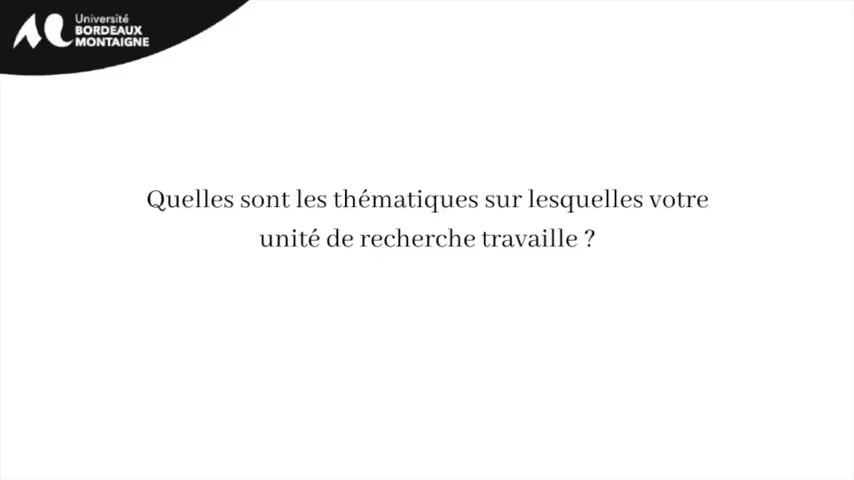 Université
BORDEAUX
MONTAIGNE
Quelles sont les thématiques sur lesquelles votre
unité de recherche travaille ?